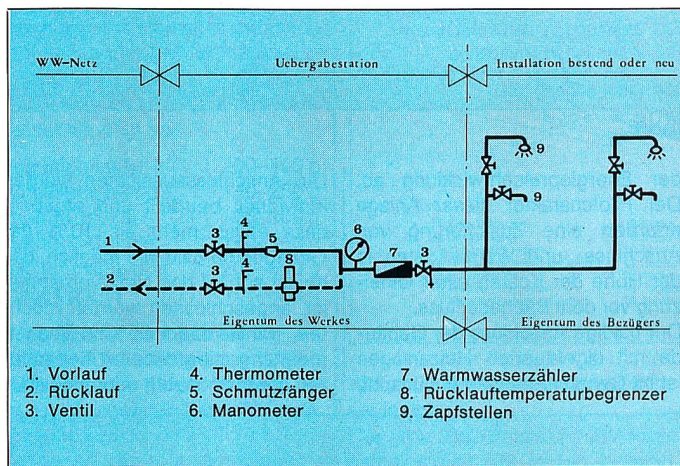 WW-Netz Uebergabestation Installation bestend oder neu
9
9
4
6
1 3 5 7 3
4
2 3 8
Eigentum des Werkes Eigentum des Bezügers
1. Vorlauf 4. Thermometer 7. Warmwasserzähler
2. Rücklauf 5. Schmutzfänger 8. Rücklauftemperaturbegrenzer
3. Ventil 6. Manometer 9. Zapfstellen